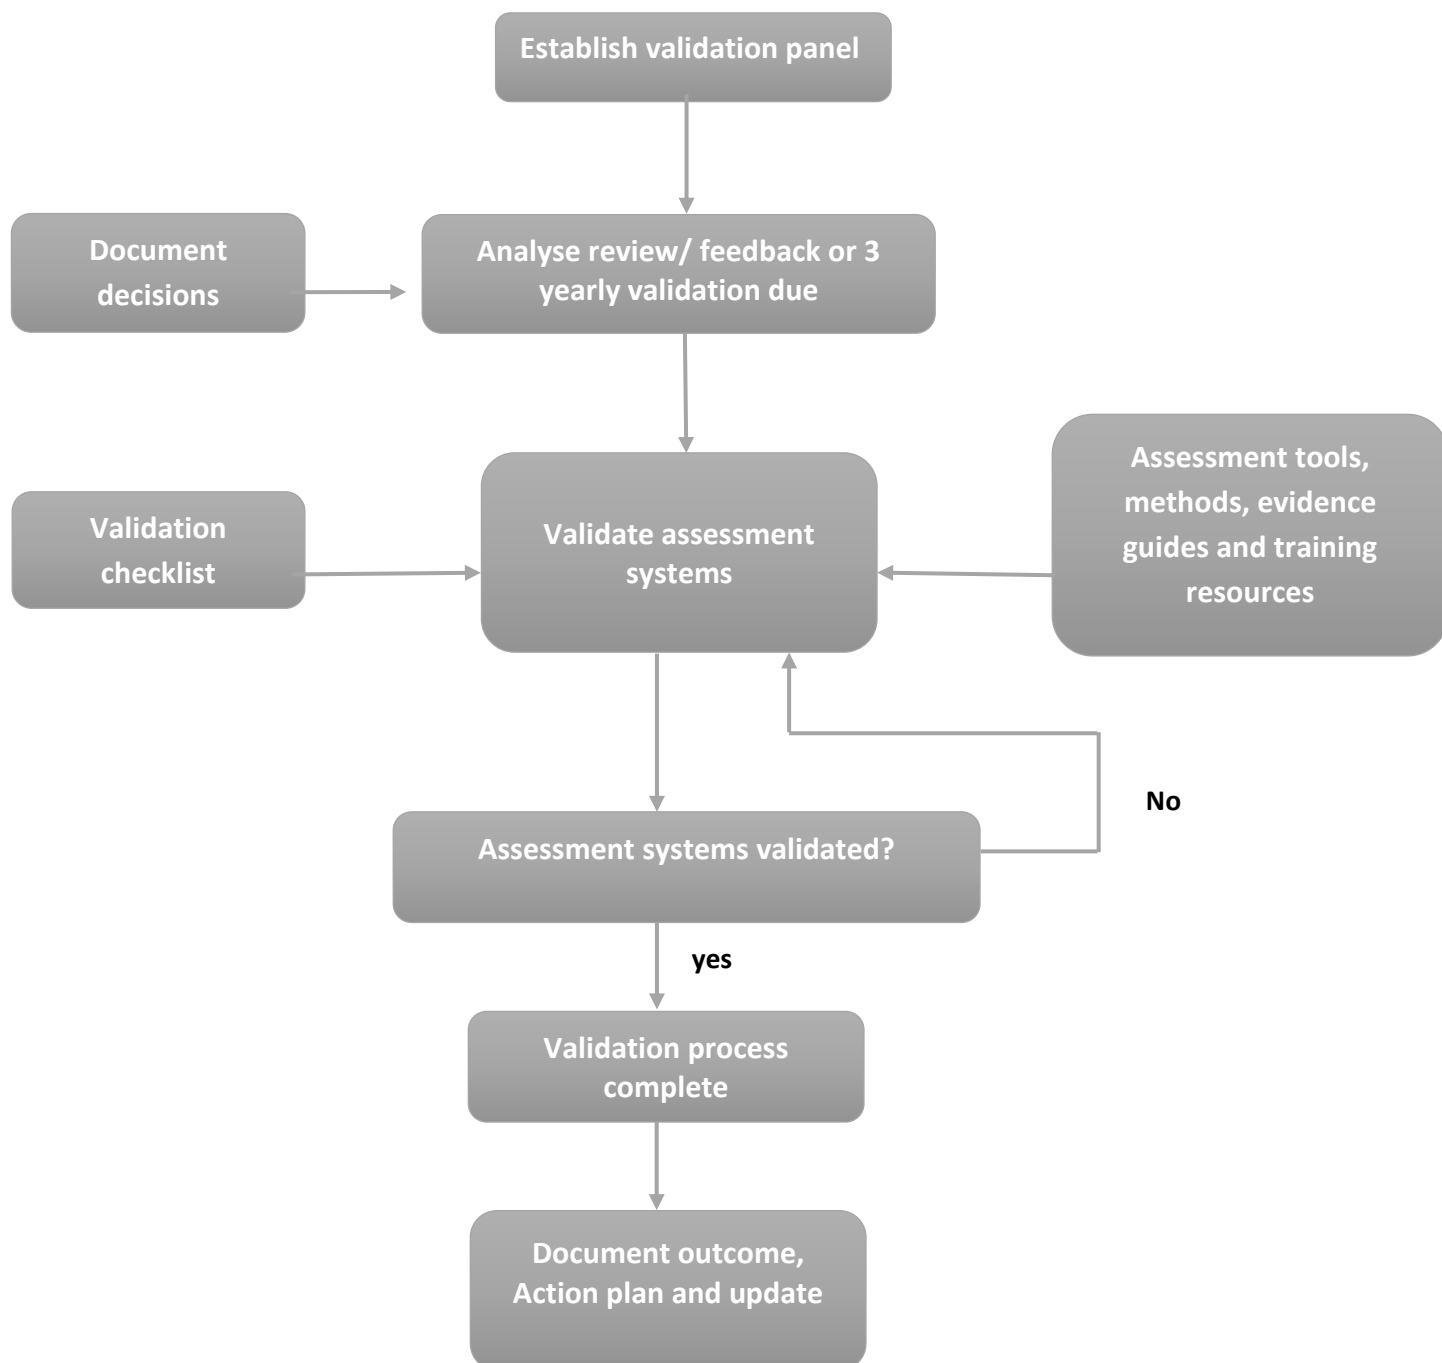 Establish validation panel
Document
decisions
Analyse review/ feedback or 3
yearly validation due
Validation
checklist
Validate assessment
systems
Assessment tools,
methods, evidence
guides and training
resources
No
Assessment systems validated?
yes
Validation process
complete
Document outcome,
Action plan and update